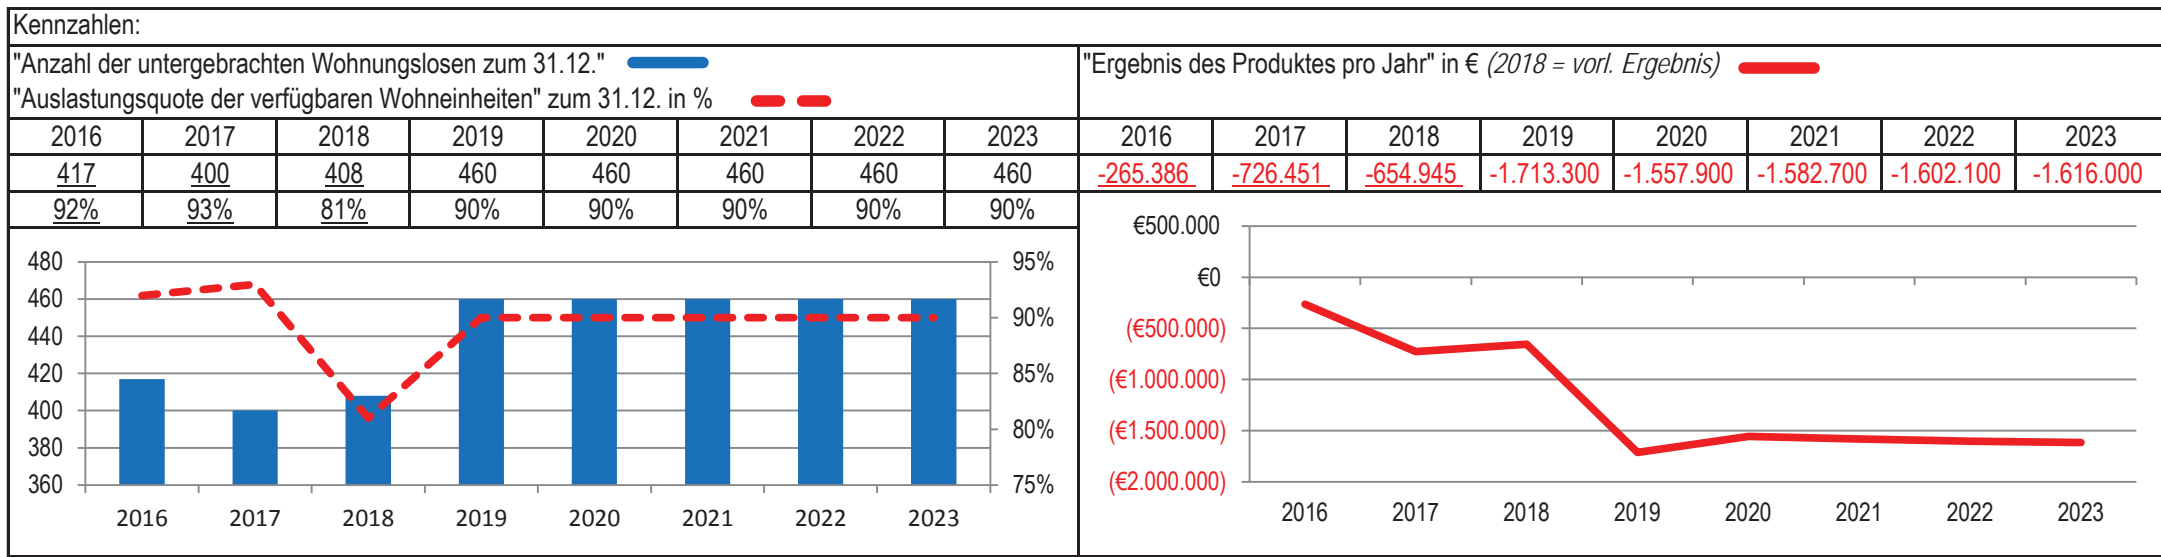 Kennzahlen:
"Anzahl der untergebrachten Wohnungslosen zum 31.12."
"Auslastungsquote der verfügbaren Wohneinheiten" zum 31.12. in %
2016 2017 2018 2019 2020 2021 2022 2023
417 400 408 460 460 460 460 460
92% 93% 81% 90% 90% 90% 90% 90%
480
460
440
420
400
380
360
95%
90%
85%
80%
75%
2016 2017 2018 2019 2020 2021 2022 2023
"Ergebnis des Produktes pro Jahr" in € (2018 = vorl. Ergebnis)
2016 2017 2018 2019 2020 2021 2022 2023
-265.386 -726.451 -654.945 -1.713.300 -1.557.900 -1.582.700 -1.602.100 -1.616.000
€500.000
€0
(€500.000)
(€1.000.000)
(€1.500.000)
(€2.000.000)
2016 2017 2018 2019 2020 2021 2022 2023